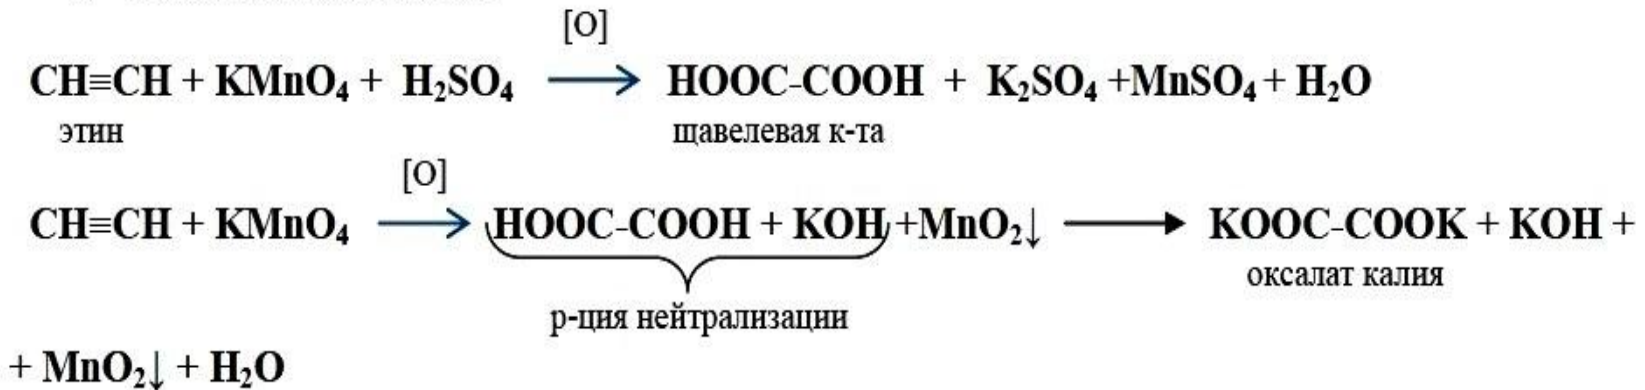 [O]
CH≡CH + KMnO₄ + H₂SO₄ → HOOC-COOH + K₂SO₄ +MnSO₄ + H₂O
этин щавелевая к-та
[O]
CH≡CH + KMnO₄ → HOOC-COOH + KOH +MnO₂↓ → KOOC-COOK + KOH +
оксалат калия
р-ция нейтрализации
+ MnO₂↓ + H₂O